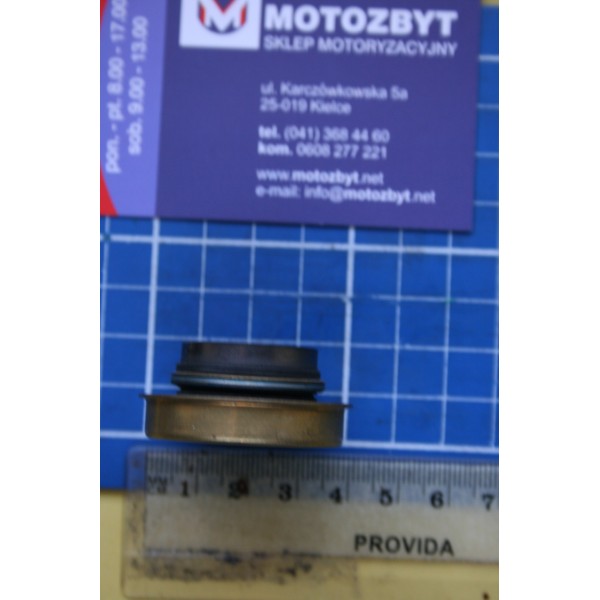 MOTOZBYT
SKLEP MOTORYZACYJNY
pon. - pt. 8.00 - 17.00
sob. 9.00 - 13.00
ul. Karczówkowska 5a
25-019 Kielce
tel. (041) 368 44 60
kom. 0608 277 221
www.motozbyt.net
e-mail: info@motozbyt.net
1 2 3 4 5 6 7
PROVIDA